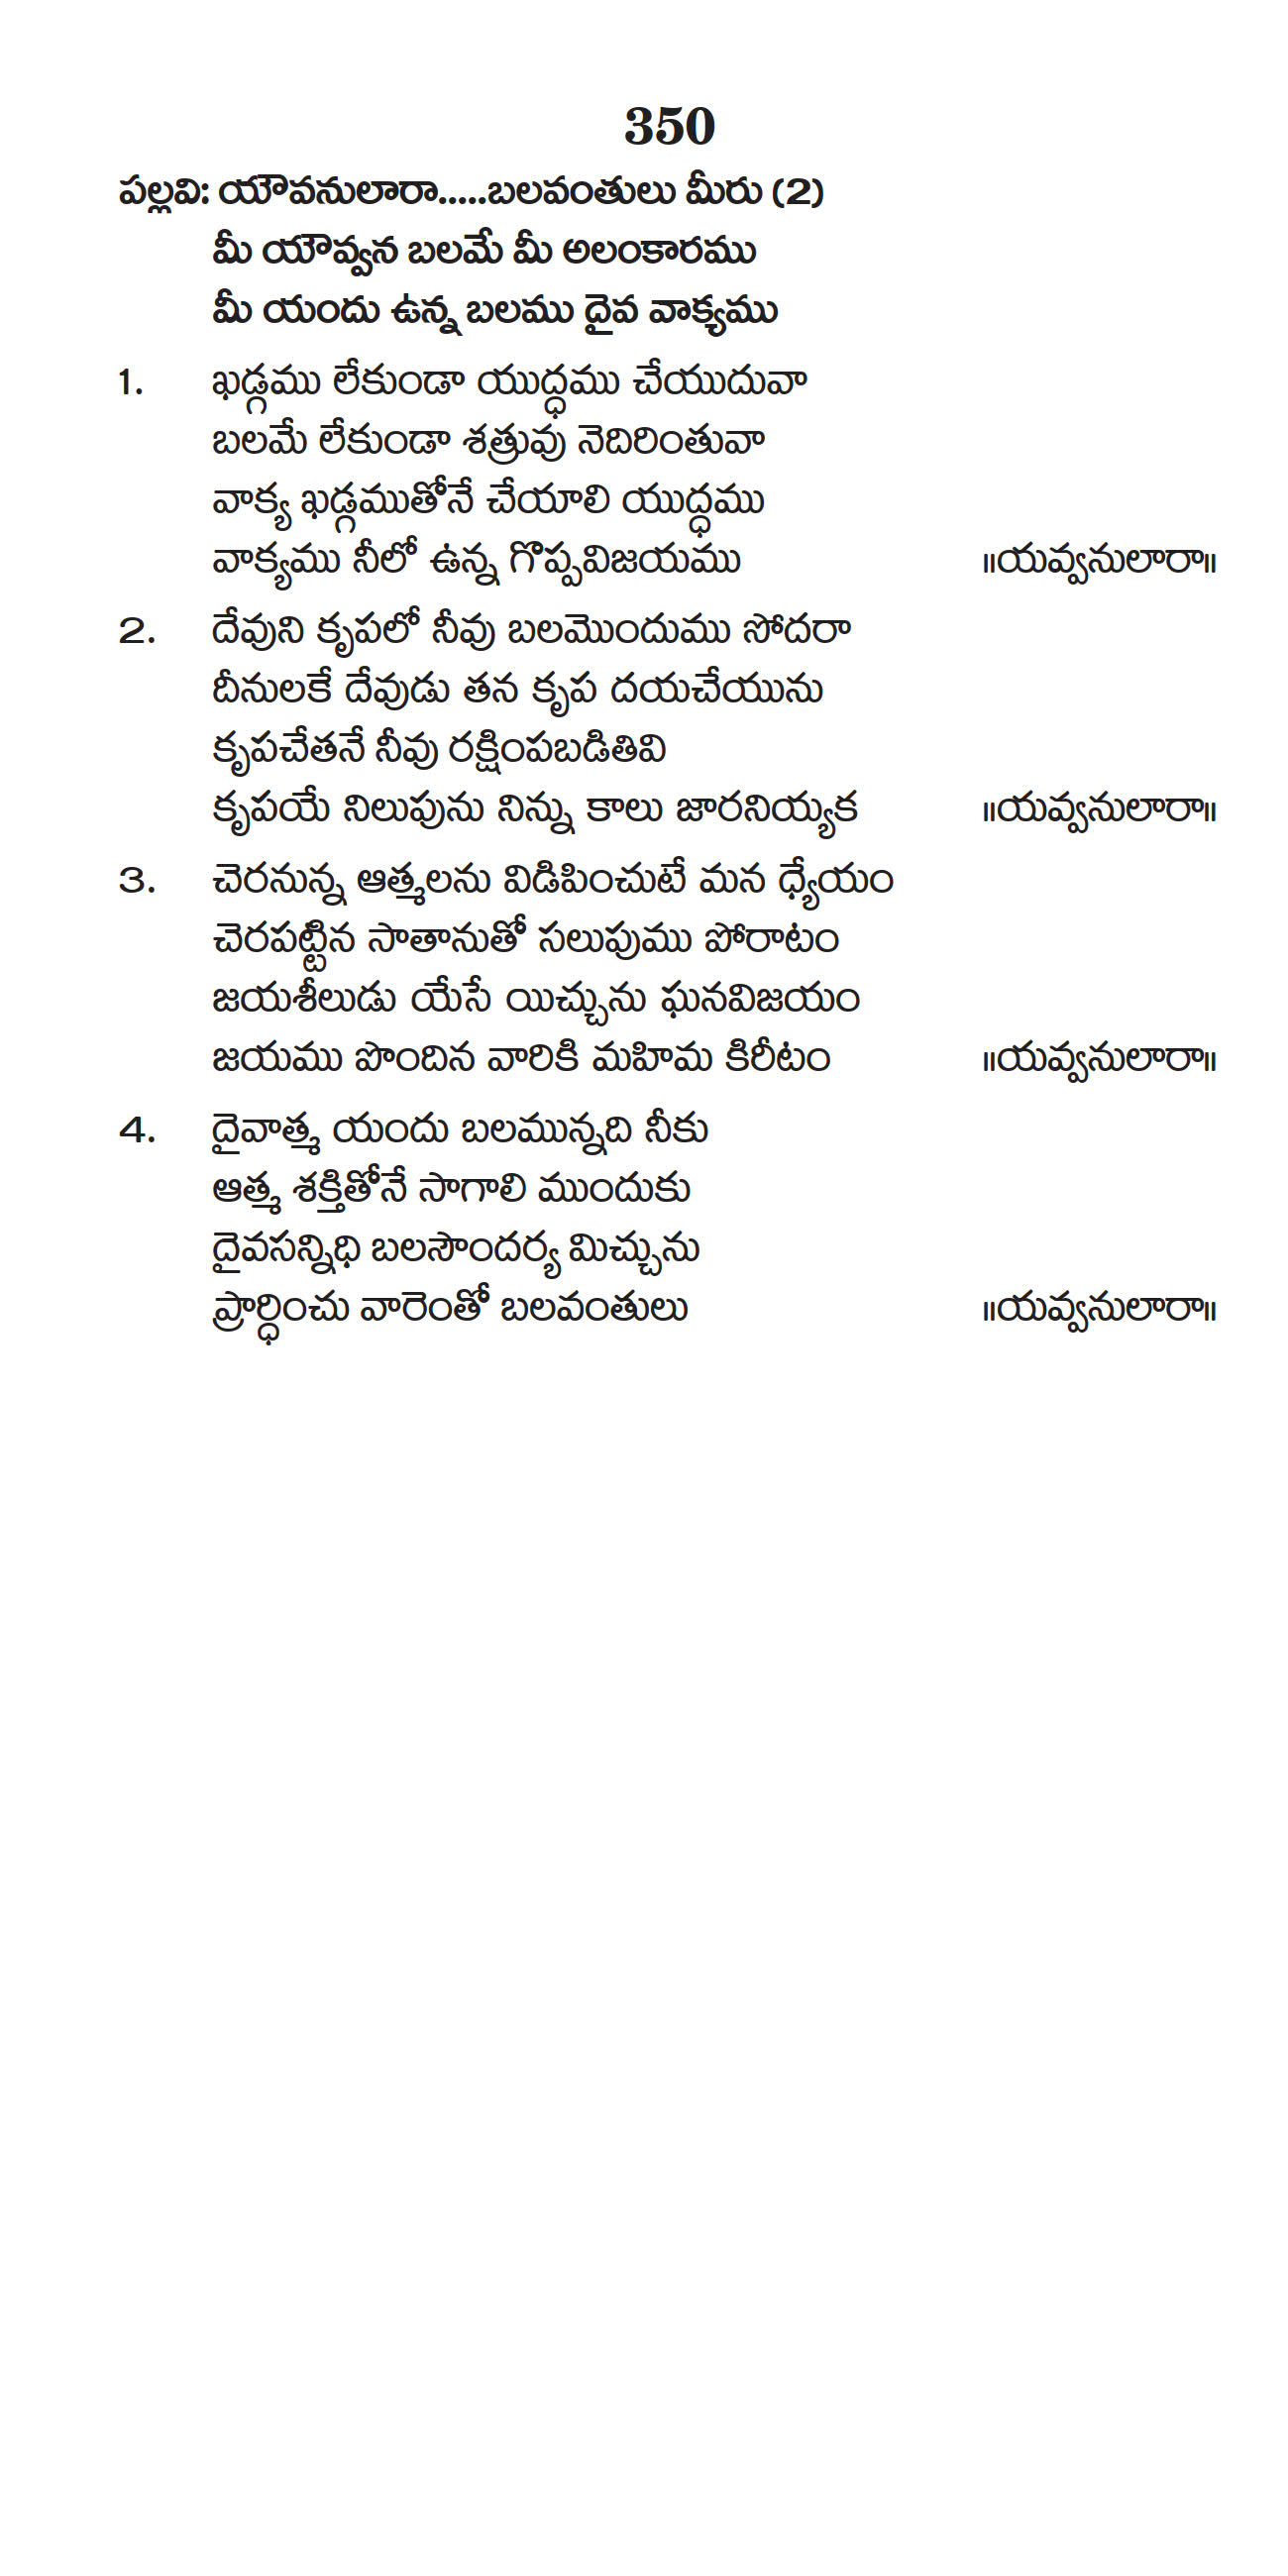 350
పల్లవి: యౌవనులారా.....బలవంతులు మీరు (2)
మీ యౌవ్వన బలమే మీ అలంకారము
మీ యందు ఉన్న బలము దైవ వాక్యము
1. ఖడ్గము లేకుండా యుద్ధము చేయుదువా
బలమే లేకుండా శత్రువు నెదిరింతువా
వాక్య ఖడ్గముతోనే చేయాలి యుద్ధము
వాక్యము నీలో ఉన్న గొప్పవిజయము ॥యవ్వనులారా॥
2. దేవుని కృపలో నీవు బలమొందుము సోదరా
దీనులకే దేవుడు తన కృప దయచేయును
కృపచేతనే నీవు రక్షింపబడితివి
కృపయే నిలుపును నిన్ను కాలు జారనియ్యక ॥యవ్వనులారా॥
3. చెరనున్న ఆత్మలను విడిపించుటే మన ధ్యేయం
చెరపట్టిన సాతానుతో సలుపుము పోరాటం
జయశీలుడు యేసే యిచ్చును ఘనవిజయం
జయము పొందిన వారికి మహిమ కిరీటం ॥యవ్వనులారా॥
4. దైవాత్మ యందు బలమున్నది నీకు
ఆత్మ శక్తితోనే సాగాలి ముందుకు
దైవసన్నిధి బలసౌందర్య మిచ్చును
ప్రార్ధించు వారెంతో బలవంతులు ॥యవ్వనులారా॥